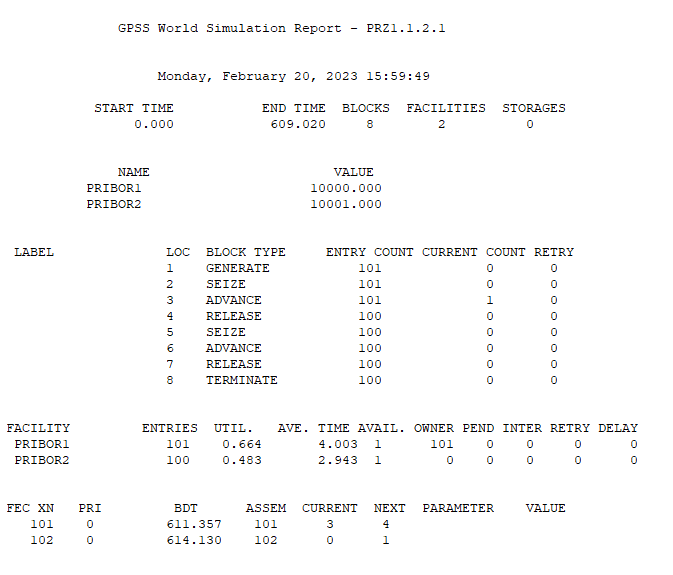 GPSS World Simulation Report - PRZ1.1.2.1
Monday, February 20, 2023 15:59:49
START TIME END TIME BLOCKS FACILITIES STORAGES
0.000 609.020 8 2 0
NAME VALUE
PRIBOR1 10000.000
PRIBOR2 10001.000
LABEL LOC BLOCK TYPE ENTRY COUNT CURRENT COUNT RETRY
1 GENERATE 101 0 0
2 SEIZE 101 0 0
3 ADVANCE 101 1 0
4 RELEASE 100 0 0
5 SEIZE 100 0 0
6 ADVANCE 100 0 0
7 RELEASE 100 0 0
8 TERMINATE 100 0 0
FACILITY ENTRIES UTIL. AVE. TIME AVAIL. OWNER PEND INTER RETRY DELAY
PRIBOR1 101 0.664 4.003 1 101 0 0 0 0
PRIBOR2 100 0.483 2.943 1 0 0 0 0 0
FEC XN PRI BDT ASSEM CURRENT NEXT PARAMETER VALUE
101 0 611.357 101 3 4
102 0 614.130 102 0 1